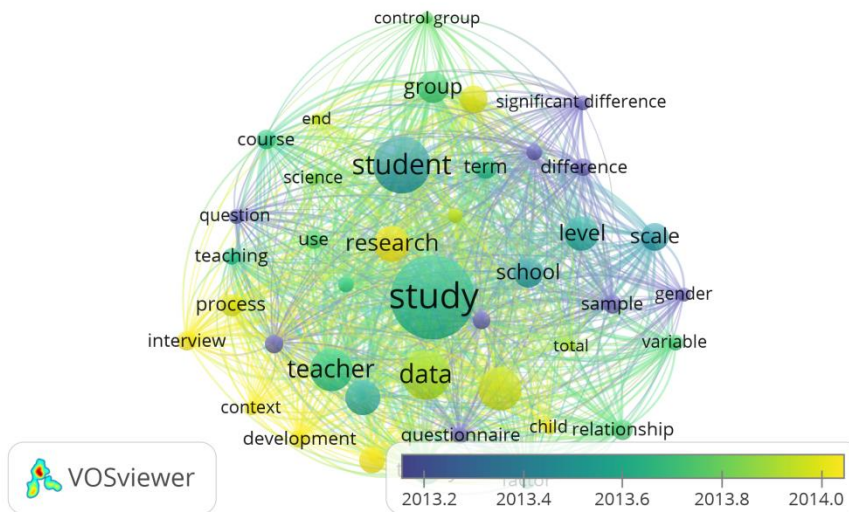 control group
group
significant difference
end
course
student
term
difference
science
question
use
research
level
scale
teaching
school
study
gender
process
sample
interview
total
variable
teacher
data
context
child
relationship
development
questionnaire
factor
VOSviewer
2013.2 2013.4 2013.6 2013.8 2014.0